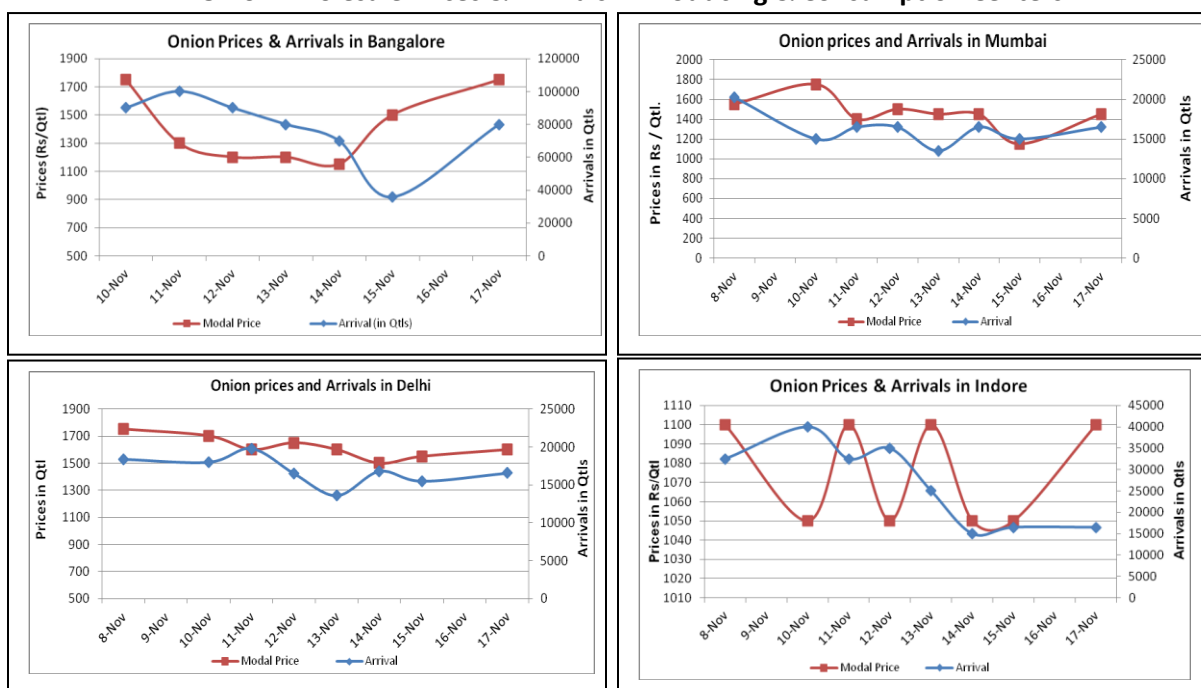 Onion Prices & Arrivals in Bangalore
Prices (Rs/Qtl)
1900
1700
1500
1300
1100
900
700
500
120000
100000
80000
60000
40000
20000
0
Arrivals in Qtls
10-Nov
11-Nov
12-Nov
13-Nov
14-Nov
15-Nov
16-Nov
17-Nov
Modal Price Arrival (in Qtls)
Onion prices and Arrivals in Mumbai
Prices in Rs / Qtl.
2000
1800
1600
1400
1200
1000
800
600
400
200
0
25000
20000
15000
10000
5000
0
Arrivals in Qtls
8-Nov
9-Nov
10-Nov
11-Nov
12-Nov
13-Nov
14-Nov
15-Nov
16-Nov
17-Nov
Modal Price Arrival
Onion prices and Arrivals in Delhi
Prices in Qtl
1900
1700
1500
1300
1100
900
700
500
25000
20000
15000
10000
5000
0
Arrivals in Qtls
8-Nov
9-Nov
10-Nov
11-Nov
12-Nov
13-Nov
14-Nov
15-Nov
16-Nov
17-Nov
Modal Price Arrival
Onion Prices & Arrivals in Indore
Prices in Rs/Qtl
1110
1100
1090
1080
1070
1060
1050
1040
1030
1020
1010
45000
40000
35000
30000
25000
20000
15000
10000
5000
0
Arrivals in Qtls
8-Nov
9-Nov
10-Nov
11-Nov
12-Nov
13-Nov
14-Nov
15-Nov
16-Nov
17-Nov
Modal Price Arrival